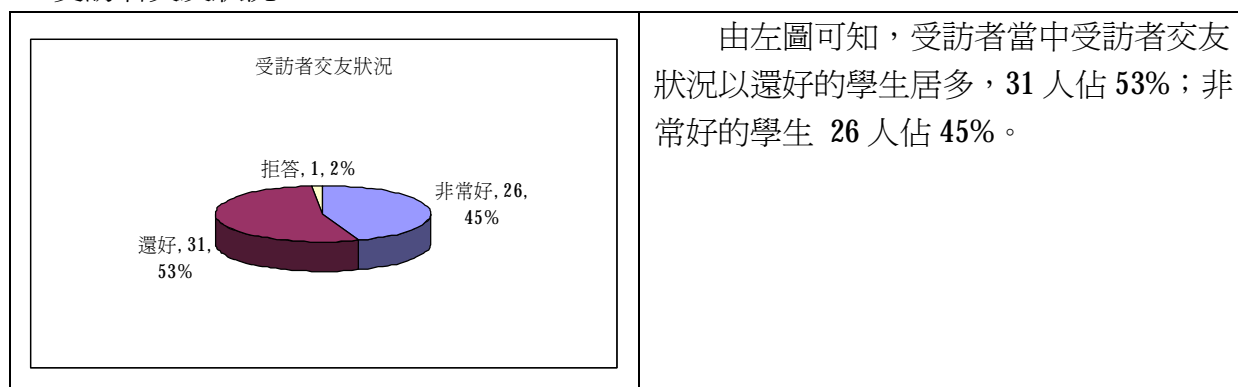 受訪者交友狀況
拒答, 1, 2%
非常好, 26,
45%
還好, 31,
53%
由左圖可知，受訪者當中受訪者交友
狀況以還好的學生居多，31 人佔 53%；非
常好的學生 26 人佔 45%。